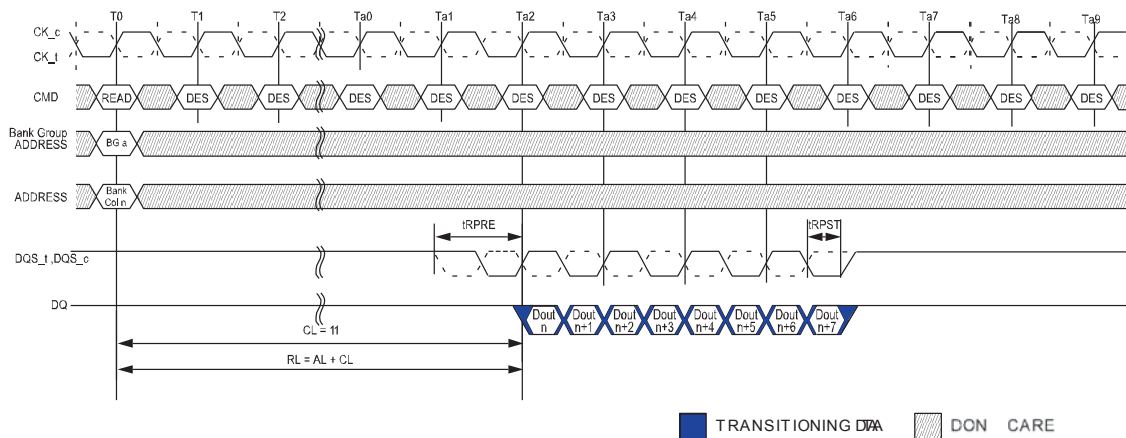 T0 T1 T2 Ta0 Ta1 Ta2 Ta3 Ta4 Ta5 Ta6 Ta7 Ta8 Ta9
CK_c
CK_t
CMD READ DES DES DES DES DES DES DES DES DES DES DES DES
Bank Group
ADDRESS
BG a
ADDRESS
Bank
Col n
tRPRE
tRPST
DQS_t ,DQS_c
DQ
Dout n
Dout n+1
Dout n+2
Dout n+3
Dout n+4
Dout n+5
Dout n+6
Dout n+7
CL = 11
RL = AL + CL
TRANSITIONING DATA
DON CARE